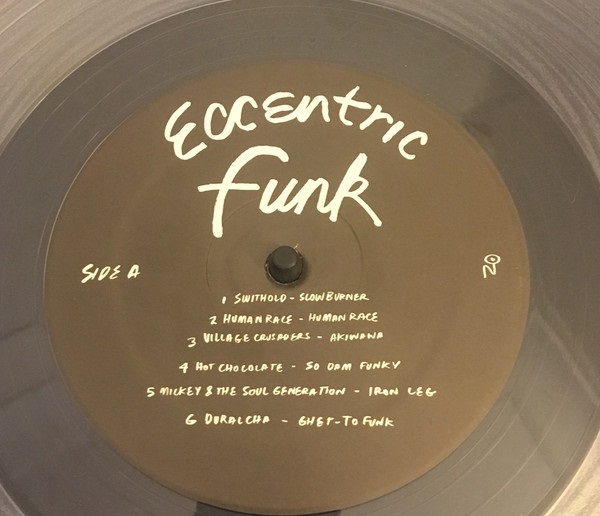 Eccentric
Funk
SIDE A
1 SWITHOLD - SLOWBURNER
2 HUMAN RACE - HUMAN RACE
3 VILLAGE CRUSADERS - AKIWAWA
4 HOT CHOCOLATE - SO DAM FUNKY
5 MICKEY & THE SOUL GENERATION - IRON LEG
6 DURALCHA - GHET-TO FUNK